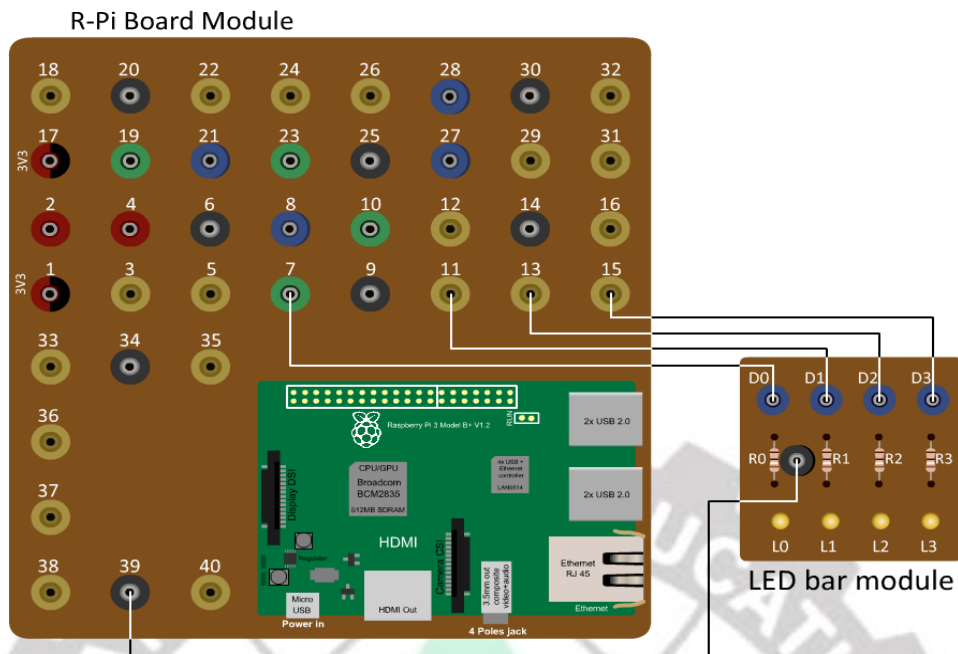 R-Pi Board Module
18 20 22 24 26 28 30 32
3V3 17 19 21 23 25 27 29 31
2 4 6 8 10 12 14 16
3V3 1 3 5 7 9 11 13 15
33 34 35
36
37
38 39 40
RUN
Raspberry Pi 3 Model B+ V1.2
2x USB 2.0
Display DSI
CPU/GPU
Broadcom
BCM2835
512MB SDRAM
4x USB +
Ethernet
controller
LAN9514
2x USB 2.0
Regulator
HDMI
Camera CSI
Micro
USB
Power in
HDMI Out
3.5mm out
composite
video+audio
4 Poles jack
Ethernet
RJ 45
Ethernet
D0 D1 D2 D3
R0 R1 R2 R3
L0 L1 L2 L3
LED bar module
UCATI